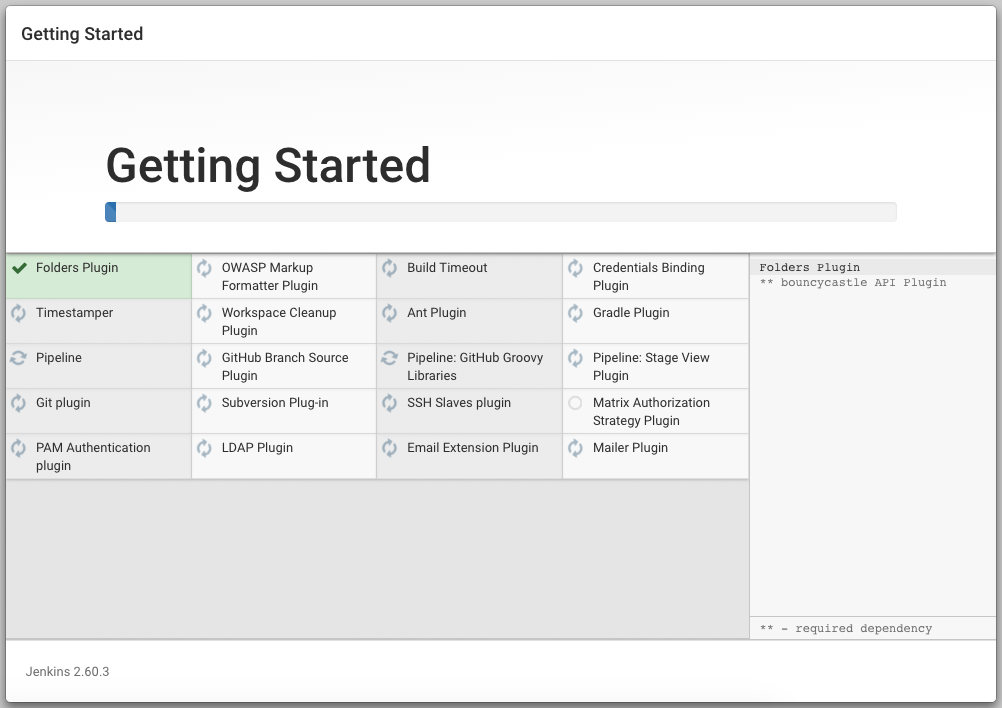 Getting Started
Getting Started
Folders Plugin
OWASP Markup
Formatter Plugin
Build Timeout
Credentials Binding
Plugin
Timestamper
Workspace Cleanup
Plugin
Ant Plugin
Gradle Plugin
Pipeline
GitHub Branch Source
Plugin
Pipeline: GitHub Groovy
Libraries
Pipeline: Stage View
Plugin
Git plugin
Subversion Plug-in
SSH Slaves plugin
Matrix Authorization
Strategy Plugin
PAM Authentication
plugin
LDAP Plugin
Email Extension Plugin
Mailer Plugin
Folders Plugin
** bouncycastle API Plugin
** - required dependency
Jenkins 2.60.3